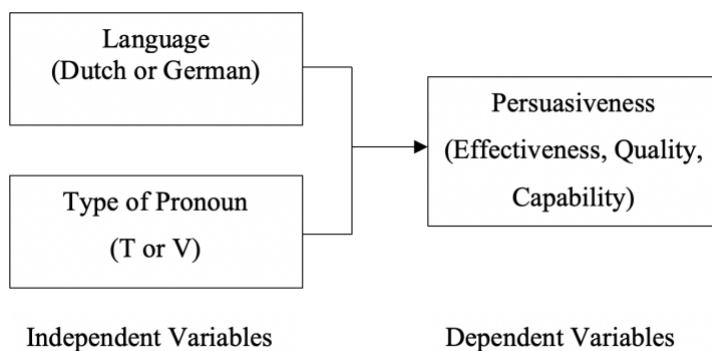 Language
(Dutch or German)
Type of Pronoun
(T or V)
Persuasiveness
(Effectiveness, Quality,
Capability)
Independent Variables
Dependent Variables